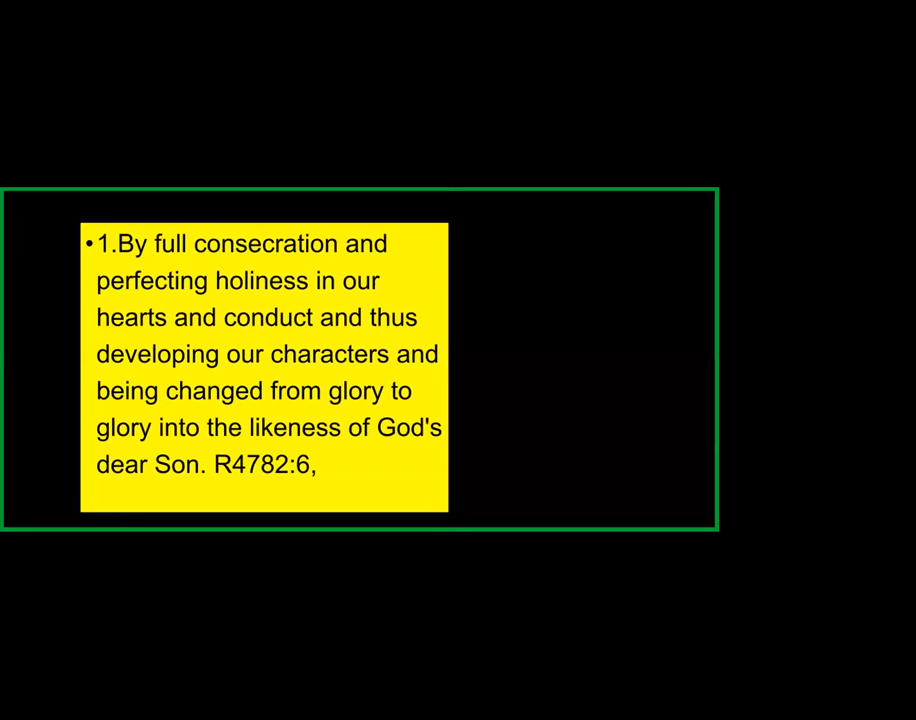 •1.By full consecration and
perfecting holiness in our
hearts and conduct and thus
developing our characters and
being changed from glory to
glory into the likeness of God's
dear Son. R4782:6,